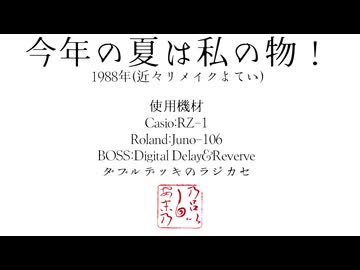 今年の夏は私の物！
1988年(近々リメイクよてい)
使用機材
Casio:RZ-1
Roland:Juno-106
BOSS:Digital Delay&Reverve
ダブルデッキのラジカセ